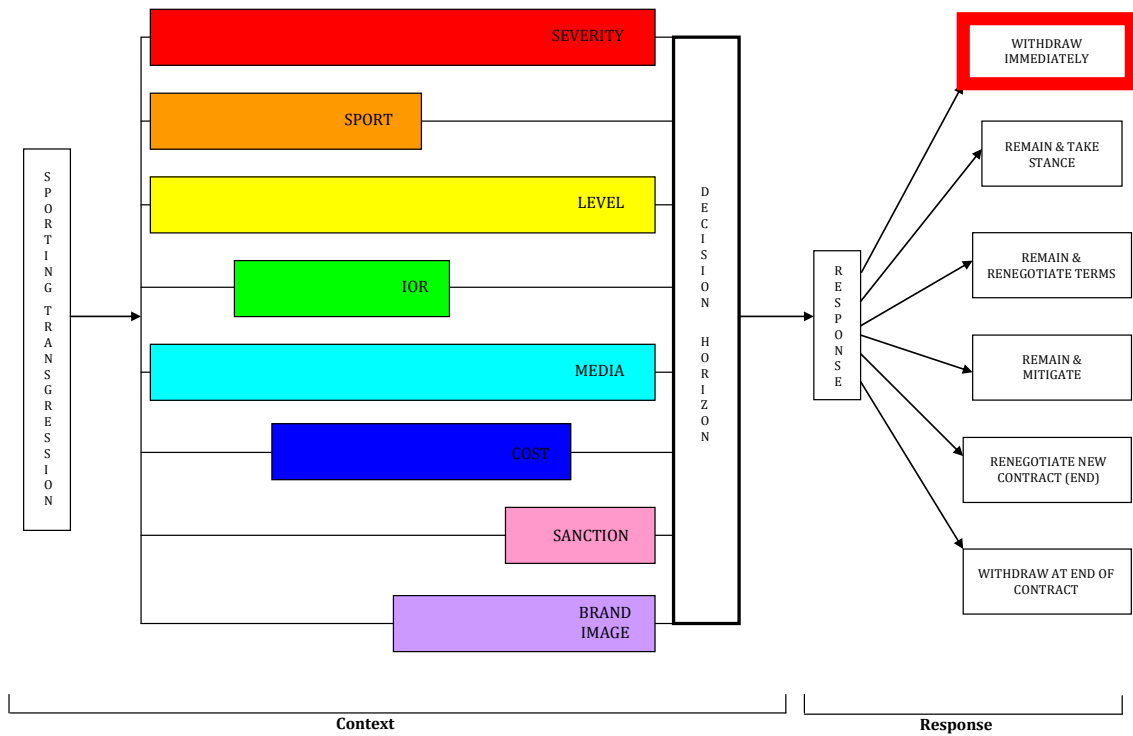 SPORTING TRANSGRESSION
SEVERITY
SPORT
LEVEL
IOR
MEDIA
COST
SANCTION
BRAND
IMAGE
DECISION HORIZON
RESPONSE
WITHDRAW
IMMEDIATELY
REMAIN & TAKE
STANCE
REMAIN &
RENEGOTIATE TERMS
REMAIN &
MITIGATE
RENEGOTIATE NEW
CONTRACT (END)
WITHDRAW AT END OF
CONTRACT
Context
Response